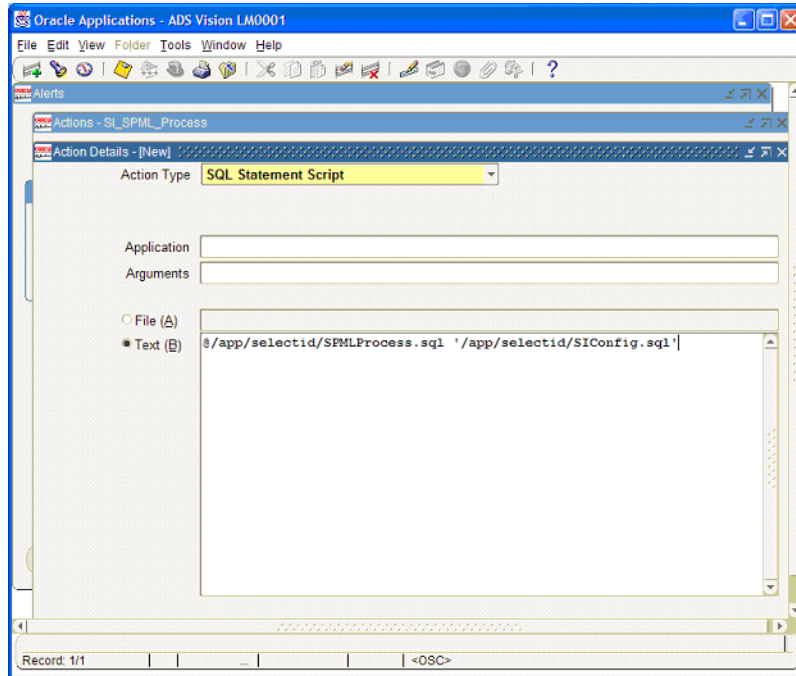 Oracle Applications - ADS Vision LM0001
File Edit View Folder Tools Window Help
Alerts
Actions - SI_SPML_Process
Action Details - [New]
Action Type SQL Statement Script
Application
Arguments
File (A)
Text (B) @/app/selectid/SPMLProcess.sql '/app/selectid/SIConfig.sql'
Record: 1/1 ... <OSC>